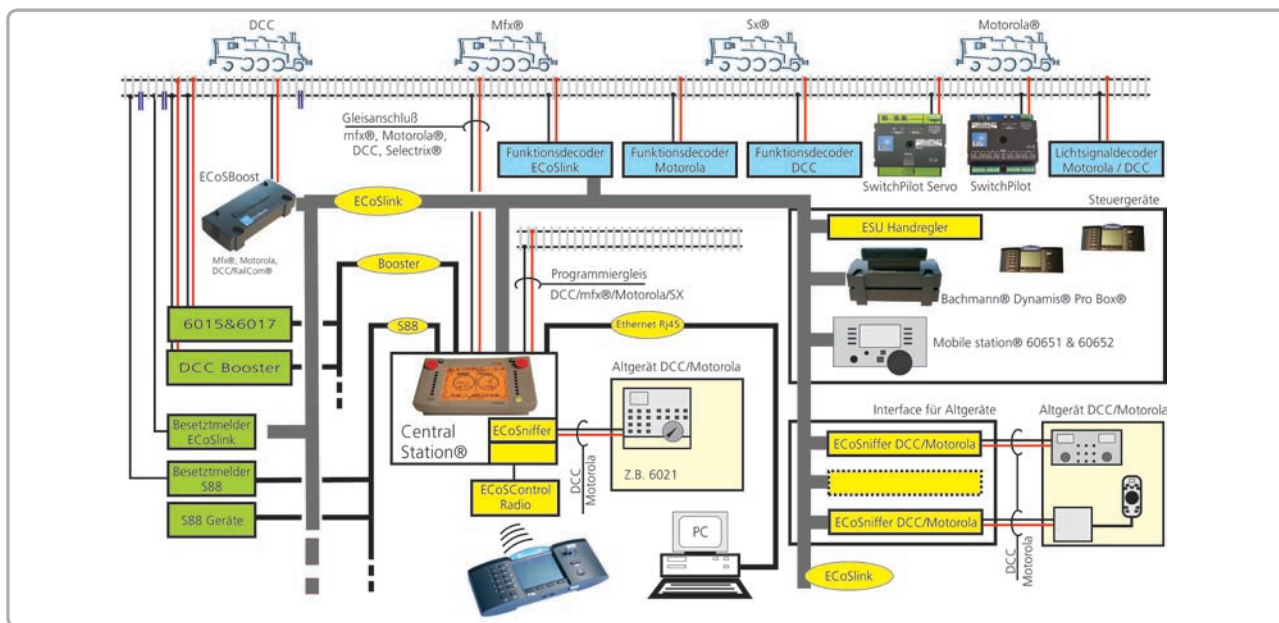 DCC
Mfx®
Sx®
Motorola®
Gleisanschluß
mfx®, Motorola®,
DCC, Selectrix®
Funktionsdecoder
ECoSlink
Funktionsdecoder
Motorola
Funktionsdecoder
DCC
SwitchPilot Servo
SwitchPilot
Lichtsignaldecoder
Motorola / DCC
ECoSBoost
Mfx®, Motorola,
DCC/RailCom®
ECoSlink
Steuergeräte
ESU Handregler
Bachmann® Dynamis® Pro Box®
Mobile station® 60651 & 60652
Booster
Programmiergleis
DCC/mfx®/Motorola/SX
6015&6017
S88
Ethernet Rj45
DCC Booster
Altgerät DCC/Motorola
Z.B. 6021
Central
Station®
ECoSniffer
ECoSControl
Radio
DCC
Motorola
Besetztmelder
ECoSlink
Besetztmelder
S88
S88 Geräte
PC
Interface für Altgeräte
Altgerät DCC/Motorola
ECoSniffer DCC/Motorola
ECoSniffer DCC/Motorola
DCC
Motorola
ECoSlink